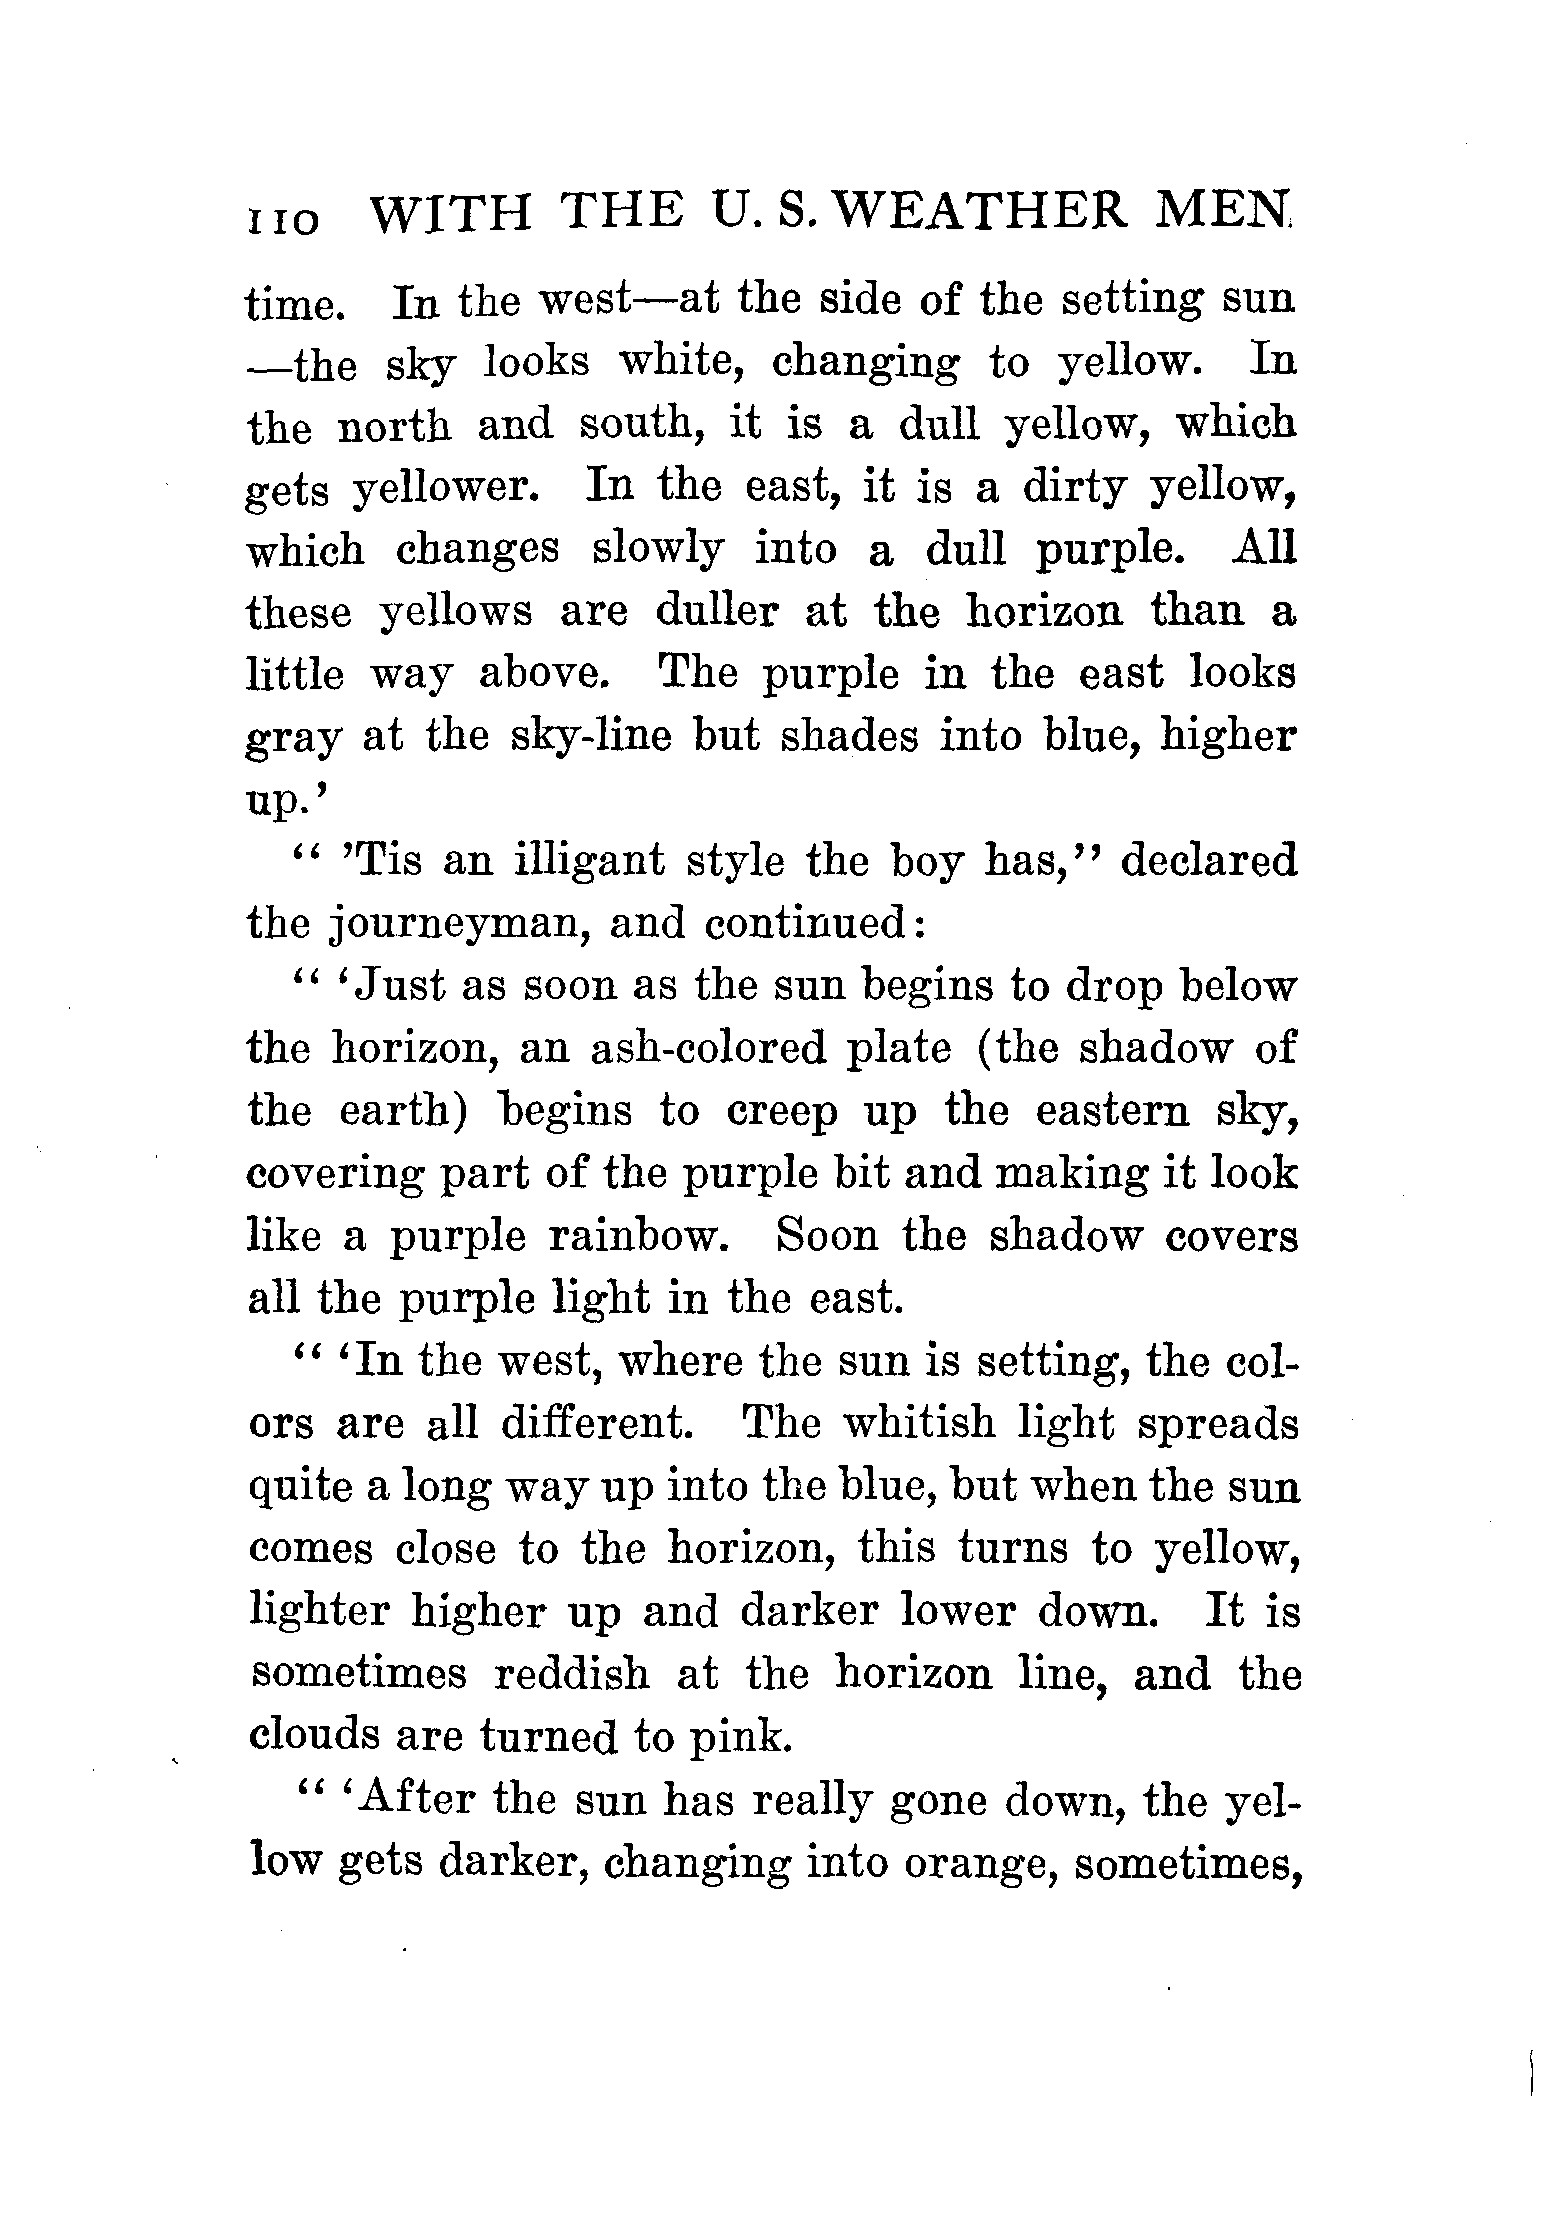 110 WITH THE U. S. WEATHER MEN
time. In the west—at the side of the setting sun
—the sky looks white, changing to yellow. In
the north and south, it is a dull yellow, which
gets yellower. In the east, it is a dirty yellow,
which changes slowly into a dull purple. All
these yellows are duller at the horizon than a
little way above. The purple in the east looks
gray at the sky-line but shades into blue, higher
up.’
“ ’Tis an illigant style the boy has,” declared
the journeyman, and continued:
“ ‘Just as soon as the sun begins to drop below
the horizon, an ash-colored plate (the shadow of
the earth) begins to creep up the eastern sky,
covering part of the purple bit and making it look
like a purple rainbow. Soon the shadow covers
all the purple light in the east.
“ ‘In the west, where the sun is setting, the col-
ors are all different. The whitish light spreads
quite a long way up into the blue, but when the sun
comes close to the horizon, this turns to yellow,
lighter higher up and darker lower down. It is
sometimes reddish at the horizon line, and the
clouds are turned to pink.
“ ‘After the sun has really gone down, the yel-
low gets darker, changing into orange, sometimes,